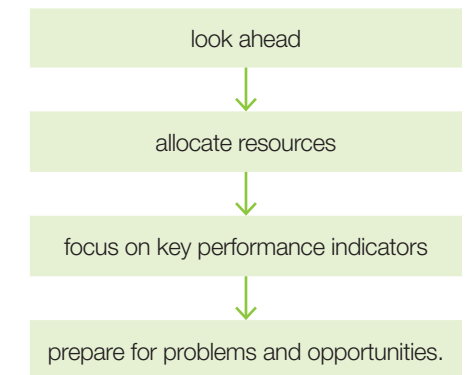 look ahead
allocate resources
focus on key performance indicators
prepare for problems and opportunities.